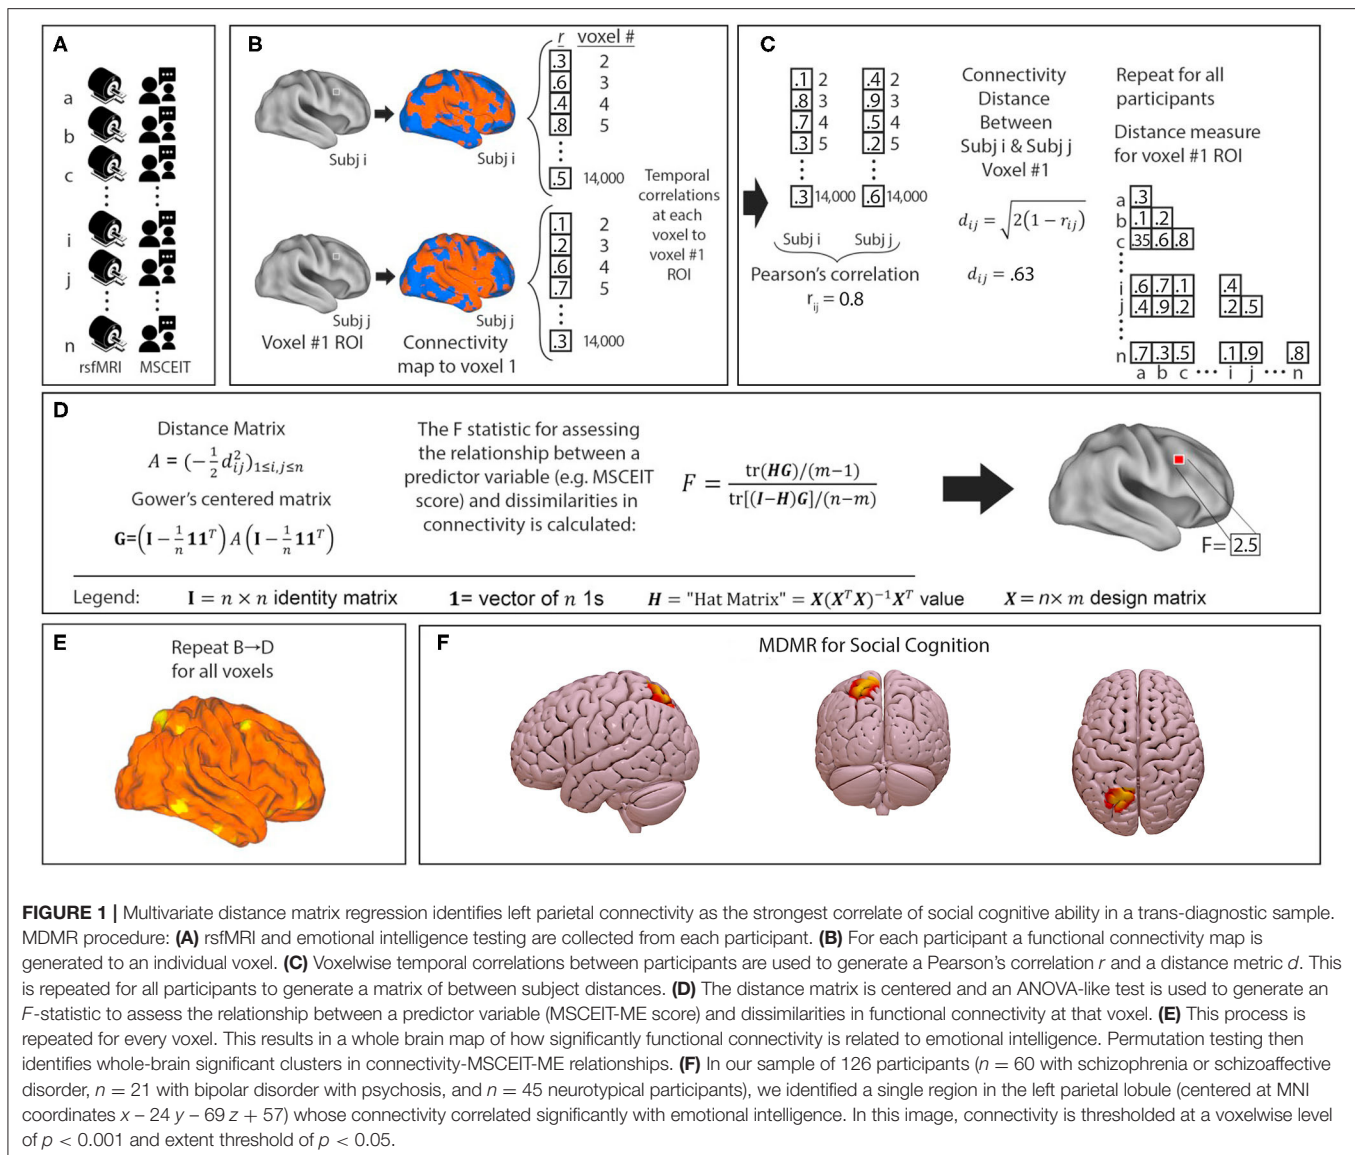 A
a
b
c
i
j
n
rsfMRI MSCEIT
B
r voxel #
.3 2
.6 3
.4 4
.8 5
.5 14,000
Subj i Subj i
.1 2
.2 3
.6 4
.7 5
.3 14,000
Subj j Subj j
Voxel #1 ROI
Connectivity
map to voxel 1
Temporal
correlations
at each
voxel to
voxel #1
ROI
C
.1 2 .4 2
.8 3 .9 3
.7 4 .5 4
.3 5 .2 5
.3 14,000 .6 14,000
Subj i Subj j
Pearson's correlation
r_ij = 0.8
Connectivity
Distance
Between
Subj i & Subj j
Voxel #1
d_ij = √2(1 − r_ij)
d_ij = .63
Repeat for all
participants
Distance measure
for voxel #1 ROI
a .3
b .1 .2
c .35 .6 .8
i .6 .7 .1 .4
j .4 .9 .2 .2 .5
n .7 .3 .5 .1 .9 .8
a b c ··· i j ··· n
D
Distance Matrix
A = (−1/2 d²_ij)_1≤i,j≤n
Gower's centered matrix
G=(I − 1/n 11ᵀ) A (I − 1/n 11ᵀ)
The F statistic for assessing
the relationship between a
predictor variable (e.g. MSCEIT
score) and dissimilarities in
connectivity is calculated:
F = tr(HG)/(m−1) / tr[(I−H)G]/(n−m)
F= 2.5
Legend: I = n × n identity matrix 1= vector of n 1s H = "Hat Matrix" = X(XᵀX)⁻¹Xᵀ value X = n× m design matrix
E
Repeat B→D
for all voxels
F
MDMR for Social Cognition
FIGURE 1 | Multivariate distance matrix regression identifies left parietal connectivity as the strongest correlate of social cognitive ability in a trans-diagnostic sample.
MDMR procedure: (A) rsfMRI and emotional intelligence testing are collected from each participant. (B) For each participant a functional connectivity map is
generated to an individual voxel. (C) Voxelwise temporal correlations between participants are used to generate a Pearson's correlation r and a distance metric d. This
is repeated for all participants to generate a matrix of between subject distances. (D) The distance matrix is centered and an ANOVA-like test is used to generate an
F-statistic to assess the relationship between a predictor variable (MSCEIT-ME score) and dissimilarities in functional connectivity at that voxel. (E) This process is
repeated for every voxel. This results in a whole brain map of how significantly functional connectivity is related to emotional intelligence. Permutation testing then
identifies whole-brain significant clusters in connectivity-MSCEIT-ME relationships. (F) In our sample of 126 participants (n = 60 with schizophrenia or schizoaffective
disorder, n = 21 with bipolar disorder with psychosis, and n = 45 neurotypical participants), we identified a single region in the left parietal lobule (centered at MNI
coordinates x – 24 y – 69 z + 57) whose connectivity correlated significantly with emotional intelligence. In this image, connectivity is thresholded at a voxelwise level
of p < 0.001 and extent threshold of p < 0.05.